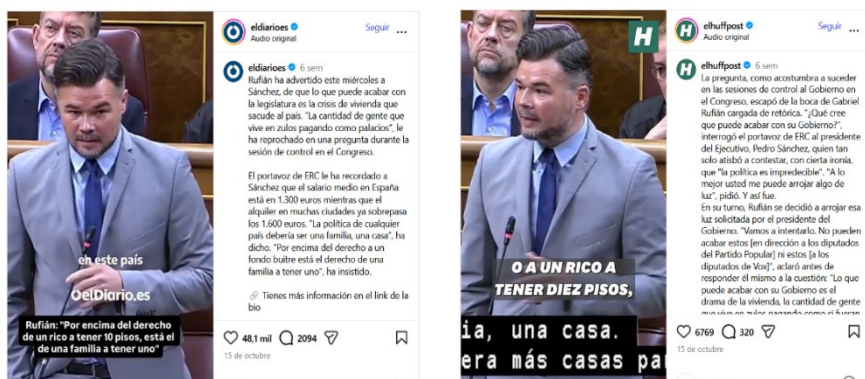 eldiarioes
Audio original
Seguir ...
eldiarioes 6 sem
Rufián ha advertido este miércoles a
Sánchez, de que lo que puede acabar con
la legislatura es la crisis de vivienda que
sacude al país. "La cantidad de gente que
vive en zulos pagando como palacios", le
ha reprochado en una pregunta durante la
sesión de control en el Congreso.
El portavoz de ERC le ha recordado a
Sánchez que el salario medio en España
está en 1.300 euros mientras que el
alquiler en muchas ciudades ya sobrepasa
los 1.600 euros. "La política de cualquier
país debería ser una familia, una casa", ha
dicho. "Por encima del derecho a un
fondo buitre está el derecho de una
familia a tener uno", ha insistido.
Tienes más información en el link de la
bio
48,1 mil 2094
15 de octubre
en este país
elDiario.es
Rufián: "Por encima del derecho
de un rico a tener 10 pisos, está el
de una familia a tener uno"
H
O A UN RICO A
TENER DIEZ PISOS,
ia, una casa.
era más casas pa
H
elhuffpost
Audio original
Seguir ...
H
elhuffpost 6 sem
La pregunta, como acostumbra a suceder
en las sesiones de control al Gobierno en
el Congreso, escapó de la boca de Gabriel
Rufián cargada de retórica. "¿Qué cree
que puede acabar con su Gobierno?",
interrogó el portavoz de ERC al presidente
del Ejecutivo, Pedro Sánchez, quien tan
solo atisbó a contestar, con cierta ironía,
que "la política es impredecible". "A lo
mejor usted me puede arrojar algo de
luz", pidió. Y así fue.
En su turno, Rufián se decidió a arrojar esa
luz solicitada por el presidente del
Gobierno. "Vamos a intentarlo. No pueden
acabar estos [en dirección a los diputados
del Partido Popular] ni estos [a los
diputados de Vox]", aclaró antes de
responder él mismo a la cuestión: "Lo que
puede acabar con su Gobierno es el
drama de la vivienda, la cantidad de gente
que vive en zulos pagando como si fueran
6769 320
15 de octubre